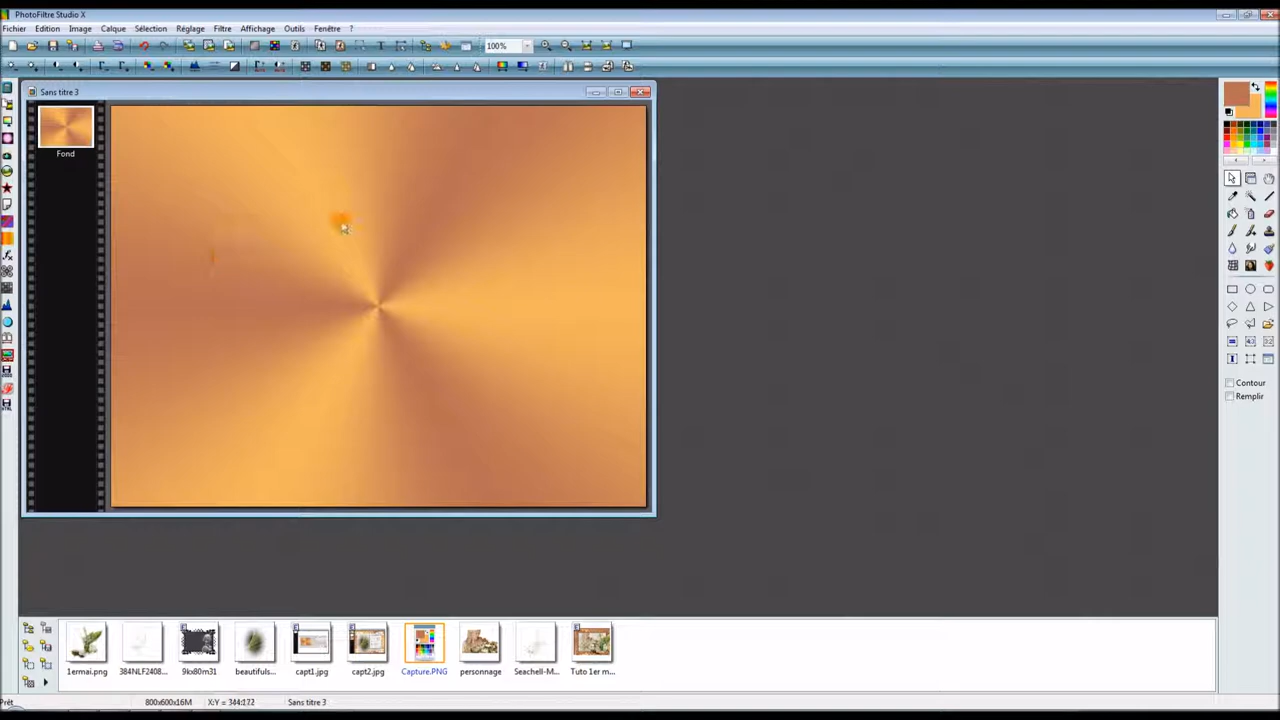 PhotoFiltre Studio X
Fichier Edition Image Calque Sélection Réglage Filtre Affichage Outils Fenêtre ?
100%
Sans titre 3
Fond
Contour
Remplir
1ermai.png 384NLF2408... 9kx80m31 beautifuls... capt1.jpg capt2.jpg Capture.PNG personnage Seachell-M... Tuto 1er m...
Prêt 800x600x16M X:Y = 344:172 Sans titre 3